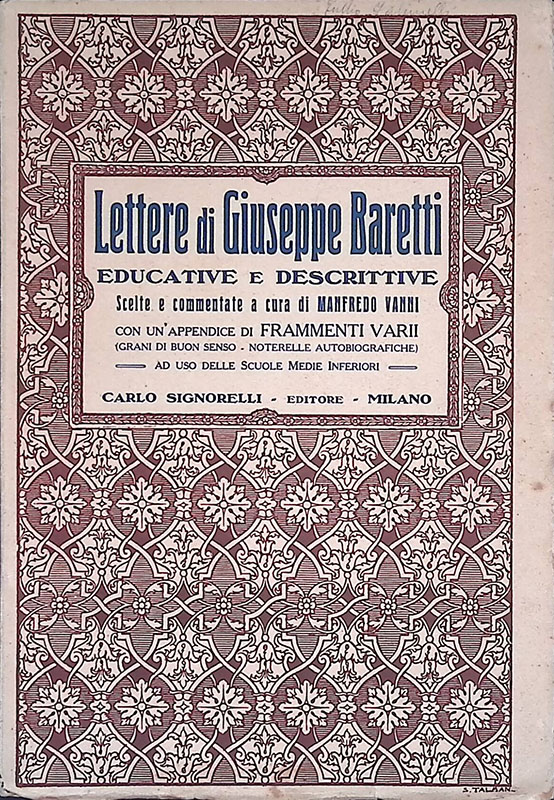 Lettere di Giuseppe Baretti
EDUCATIVE E DESCRITTIVE
Scelte e commentate a cura di MANFREDO VANNI
CON UN'APPENDICE DI FRAMMENTI VARII
(GRANI DI BUON SENSO - NOTERELLE AUTOBIOGRAFICHE)
AD USO DELLE SCUOLE MEDIE INFERIORI
CARLO SIGNORELLI - EDITORE - MILANO
S. TALMAN